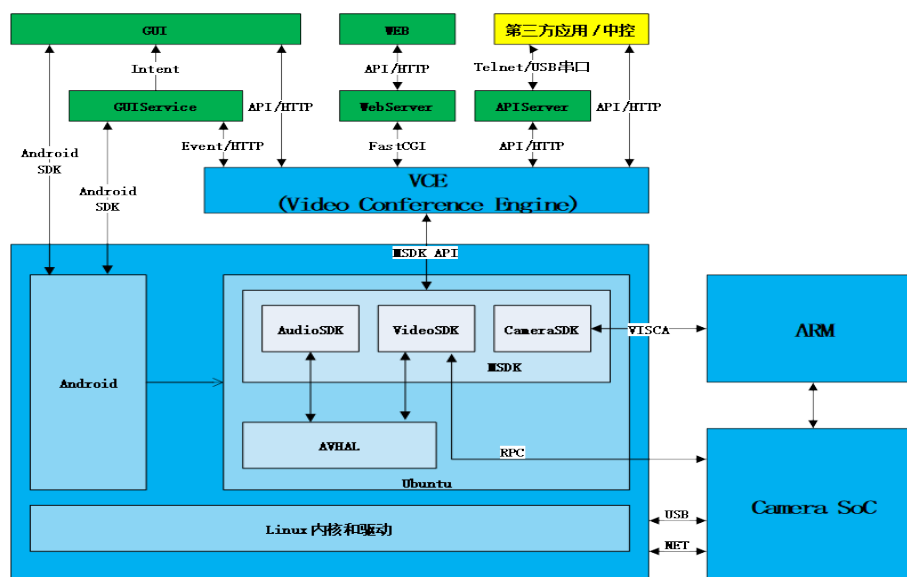 GUI
WEB
第三方应用/中控
Intent
API/HTTP
Telnet/USB串口
GUIService
API/HTTP
WebServer
APIServer
API/HTTP
Android
SDK
Event/HTTP
FastCGI
API/HTTP
Android
SDK
VCE
(Video Conference Engine)
MSDK API
AudioSDK
VideoSDK
CameraSDK
VISCA
ARM
MSDK
Android
AVHAL
RPC
Ubuntu
Camera SoC
USB
Linux内核和驱动
NET